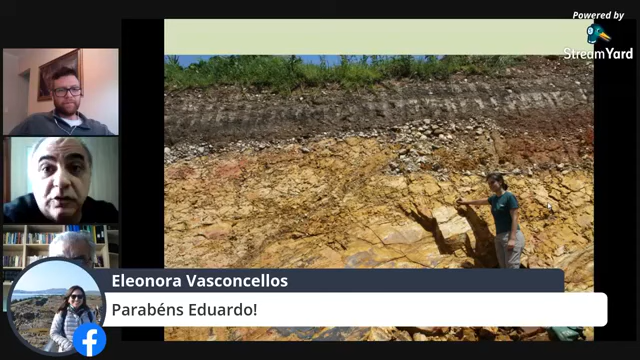 Powered by
StreamYard
Eleonora Vasconcellos
Parabéns Eduardo!